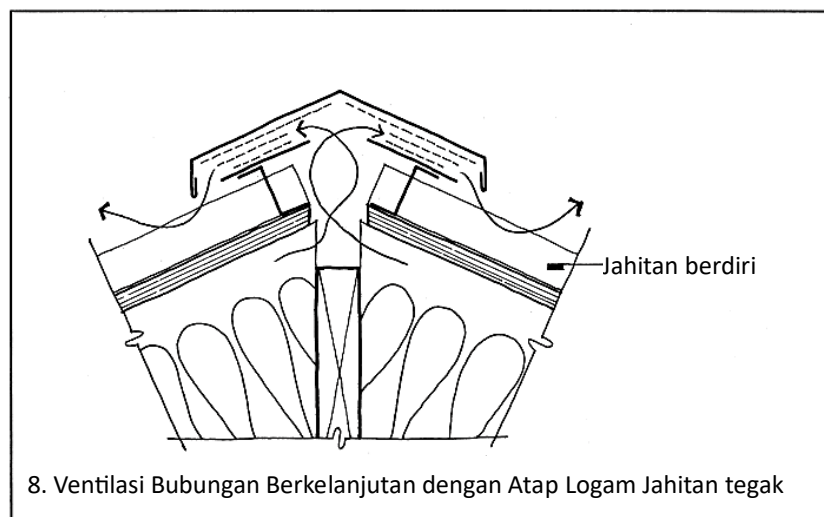 Jahitan berdiri
8. Ventilasi Bubungan Berkelanjutan dengan Atap Logam Jahitan tegak